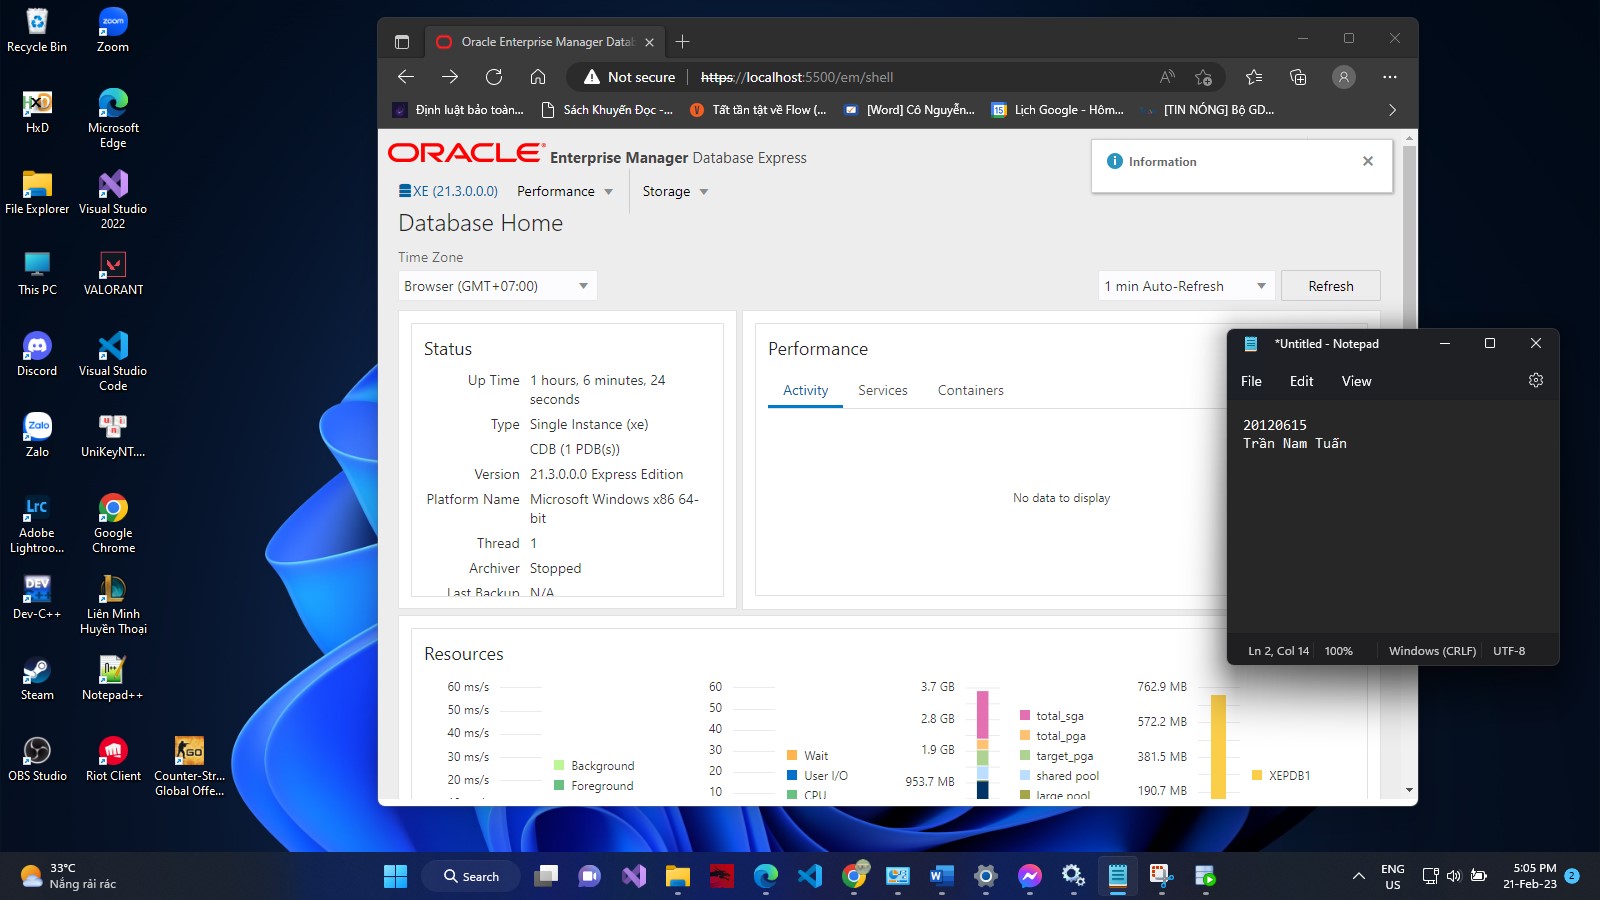 Recycle Bin
Zoom
HxD
Microsoft
Edge
File Explorer
Visual Studio
2022
This PC
VALORANT
Discord
Visual Studio
Code
Zalo
UniKeyNT....
Adobe
Lightroo...
Google
Chrome
Dev-C++
Liên Minh
Huyền Thoại
Steam
Notepad++
OBS Studio
Riot Client
Counter-Str...
Global Offe...
Oracle Enterprise Manager Datab
Not secure
https://localhost:5500/em/shell
Định luật bảo toàn...
Sách Khuyến Đọc -...
Tất tần tật về Flow (...
[Word] Cô Nguyễn...
Lịch Google - Hôm...
[TIN NÓNG] Bộ GD...
ORACLE Enterprise Manager Database Express
Information
XE (21.3.0.0.0)
Performance
Storage
Database Home
Time Zone
Browser (GMT+07:00)
1 min Auto-Refresh
Refresh
Status
Up Time 1 hours, 6 minutes, 24
seconds
Type Single Instance (xe)
CDB (1 PDB(s))
Version 21.3.0.0.0 Express Edition
Platform Name Microsoft Windows x86 64-
bit
Thread 1
Archiver Stopped
Last Backup N/A
Performance
Activity
Services
Containers
No data to display
*Untitled - Notepad
File
Edit
View
20120615
Trần Nam Tuấn
Ln 2, Col 14
100%
Windows (CRLF)
UTF-8
Resources
60 ms/s
50 ms/s
40 ms/s
30 ms/s
20 ms/s
Background
Foreground
60
50
40
30
20
10
Wait
User I/O
CPU
3.7 GB
2.8 GB
1.9 GB
953.7 MB
total_sga
total_pga
target_pga
shared pool
large pool
762.9 MB
572.2 MB
381.5 MB
190.7 MB
XEPDB1
33°C
Nắng rải rác
Search
ENG
US
5:05 PM
21-Feb-23
2